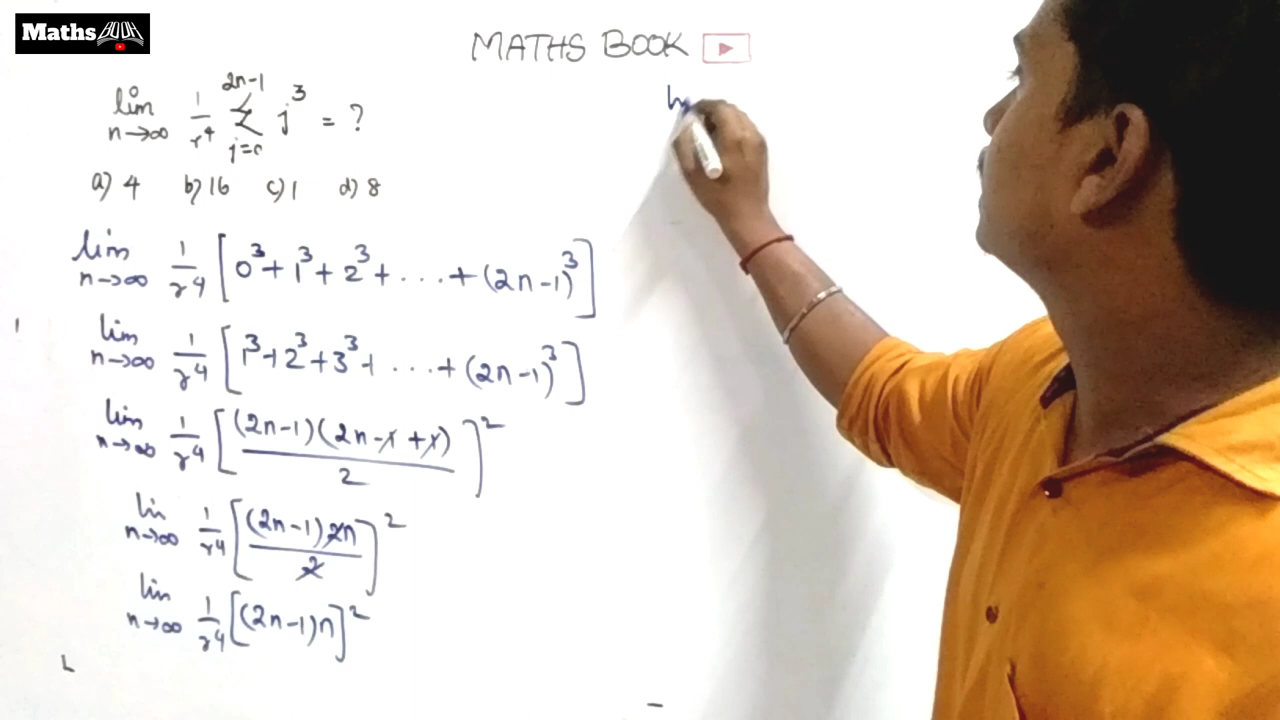 Maths BOOK
MATHS BOOK
lim n→∞ 1/r⁴ Σ_{j=0}^{2n-1} j³ = ?
a) 4 b) 16 c) 1 d) 8
lim n→∞ 1/r⁴ [0³ + 1³ + 2³ + . . . + (2n-1)³]
lim n→∞ 1/r⁴ [1³ + 2³ + 3³ + . . . + (2n-1)³]
lim n→∞ 1/r⁴ [(2n-1)(2n-1+1)/2]²
lin n→∞ 1/r⁴ [(2n-1)2n/2]²
lin n→∞ 1/r⁴ [(2n-1)n]²